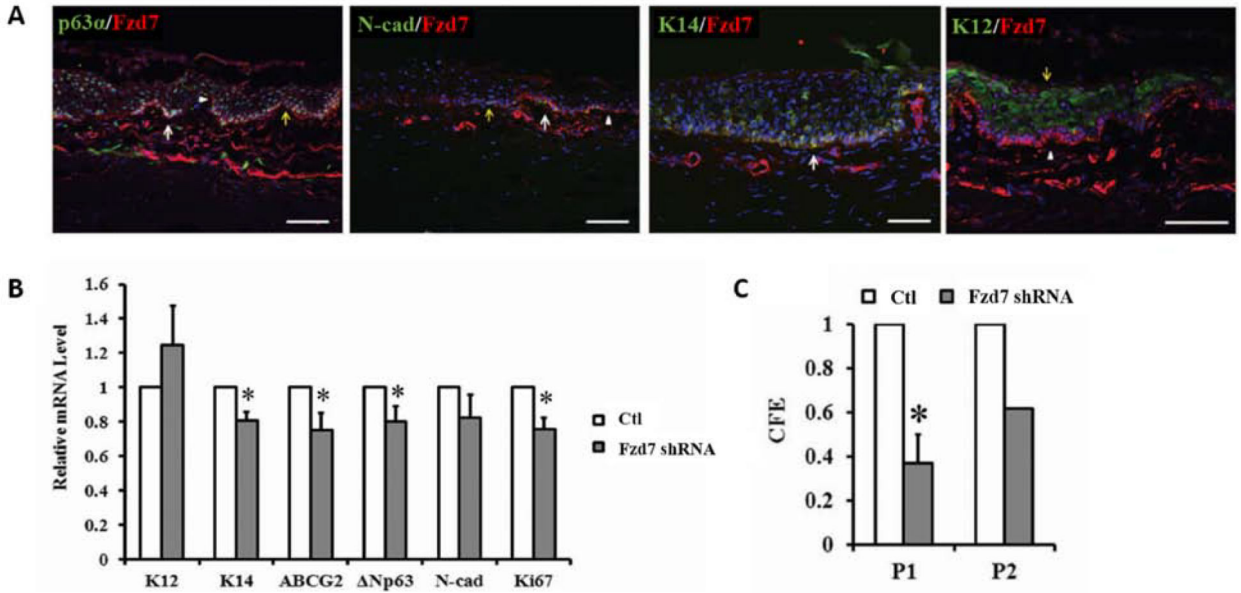 A
p63α/Fzd7
N-cad/Fzd7
K14/Fzd7
K12/Fzd7
B
Relative mRNA Level
1.6
1.4
1.2
1
0.8
0.6
0.4
0.2
0
* * * *
K12 K14 ABCG2 ΔNp63 N-cad Ki67
Ctl
Fzd7 shRNA
C
Ctl Fzd7 shRNA
CFE
1
0.8
0.6
0.4
0.2
0
*
P1 P2